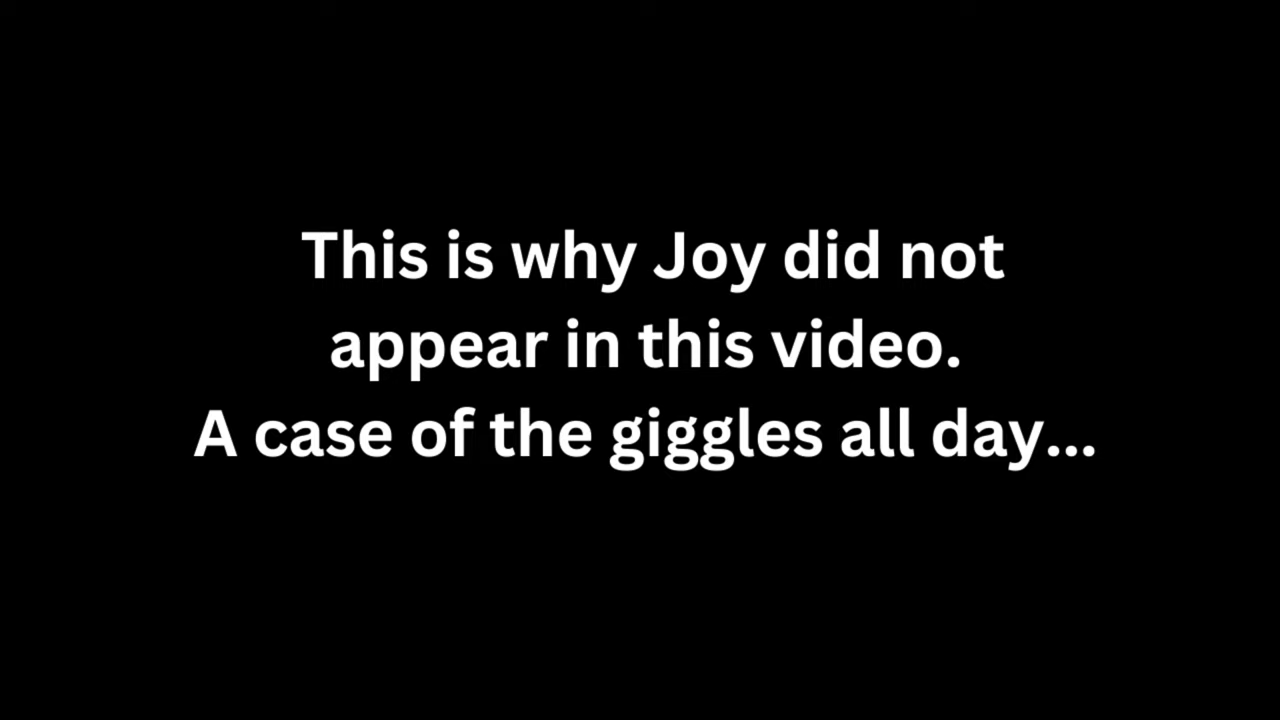 This is why Joy did not
appear in this video.
A case of the giggles all day...